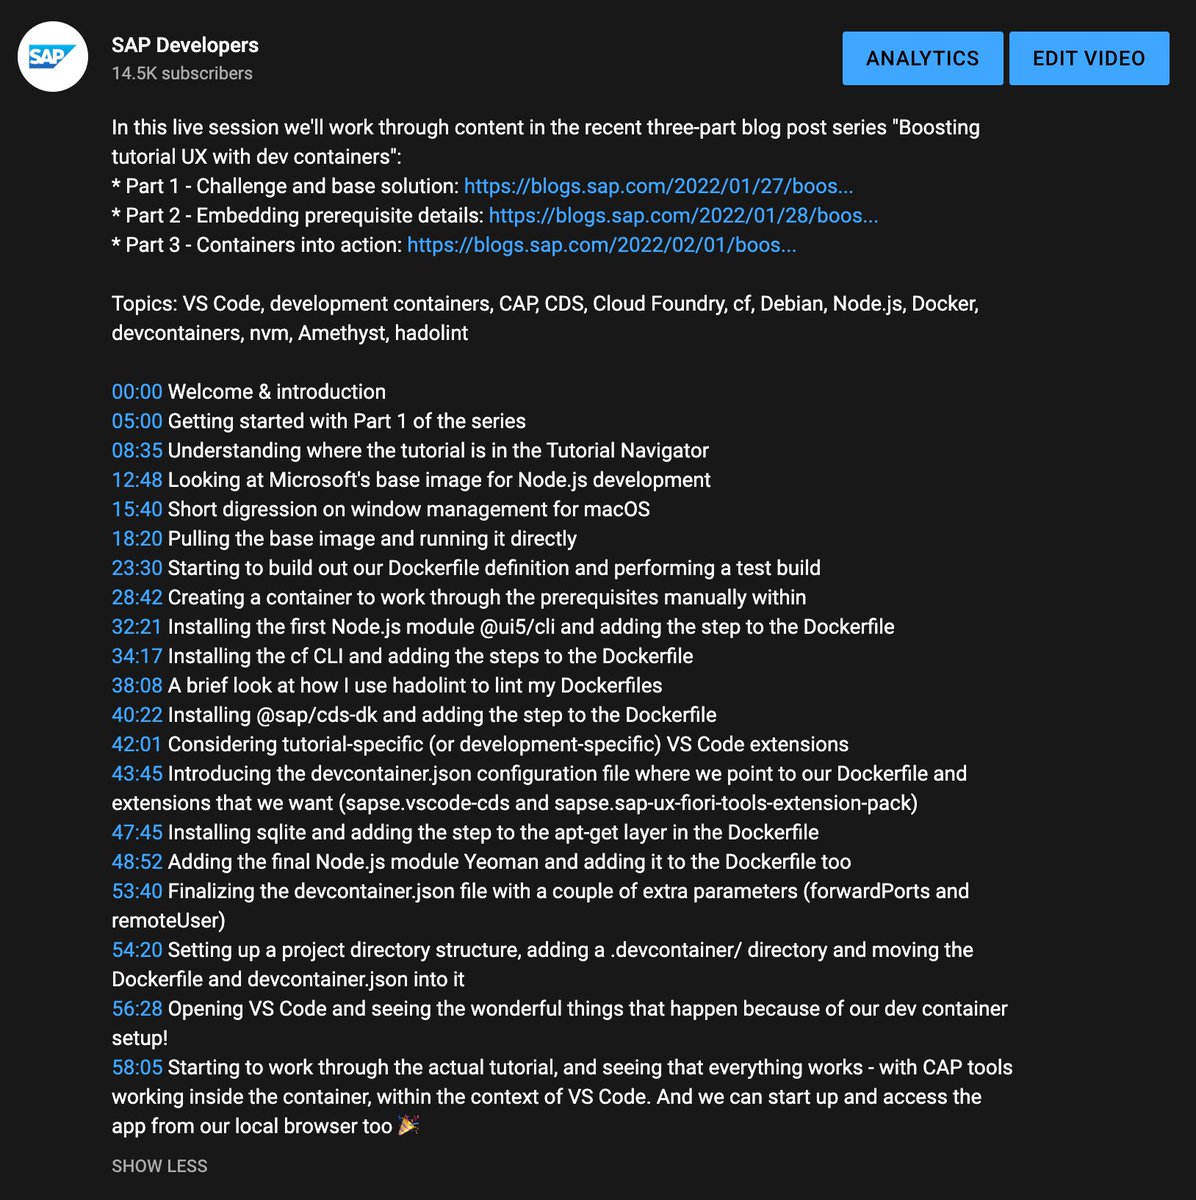 SAP
SAP Developers
14.5K subscribers
ANALYTICS
EDIT VIDEO
In this live session we'll work through content in the recent three-part blog post series "Boosting
tutorial UX with dev containers":
* Part 1 - Challenge and base solution: https://blogs.sap.com/2022/01/27/boos...
* Part 2 - Embedding prerequisite details: https://blogs.sap.com/2022/01/28/boos...
* Part 3 - Containers into action: https://blogs.sap.com/2022/02/01/boos...
Topics: VS Code, development containers, CAP, CDS, Cloud Foundry, cf, Debian, Node.js, Docker,
devcontainers, nvm, Amethyst, hadolint
00:00 Welcome & introduction
05:00 Getting started with Part 1 of the series
08:35 Understanding where the tutorial is in the Tutorial Navigator
12:48 Looking at Microsoft's base image for Node.js development
15:40 Short digression on window management for macOS
18:20 Pulling the base image and running it directly
23:30 Starting to build out our Dockerfile definition and performing a test build
28:42 Creating a container to work through the prerequisites manually within
32:21 Installing the first Node.js module @ui5/cli and adding the step to the Dockerfile
34:17 Installing the cf CLI and adding the steps to the Dockerfile
38:08 A brief look at how I use hadolint to lint my Dockerfiles
40:22 Installing @sap/cds-dk and adding the step to the Dockerfile
42:01 Considering tutorial-specific (or development-specific) VS Code extensions
43:45 Introducing the devcontainer.json configuration file where we point to our Dockerfile and
extensions that we want (sapse.vscode-cds and sapse.sap-ux-fiori-tools-extension-pack)
47:45 Installing sqlite and adding the step to the apt-get layer in the Dockerfile
48:52 Adding the final Node.js module Yeoman and adding it to the Dockerfile too
53:40 Finalizing the devcontainer.json file with a couple of extra parameters (forwardPorts and
remoteUser)
54:20 Setting up a project directory structure, adding a .devcontainer/ directory and moving the
Dockerfile and devcontainer.json into it
56:28 Opening VS Code and seeing the wonderful things that happen because of our dev container
setup!
58:05 Starting to work through the actual tutorial, and seeing that everything works - with CAP tools
working inside the container, within the context of VS Code. And we can start up and access the
app from our local browser too 🎉
SHOW LESS